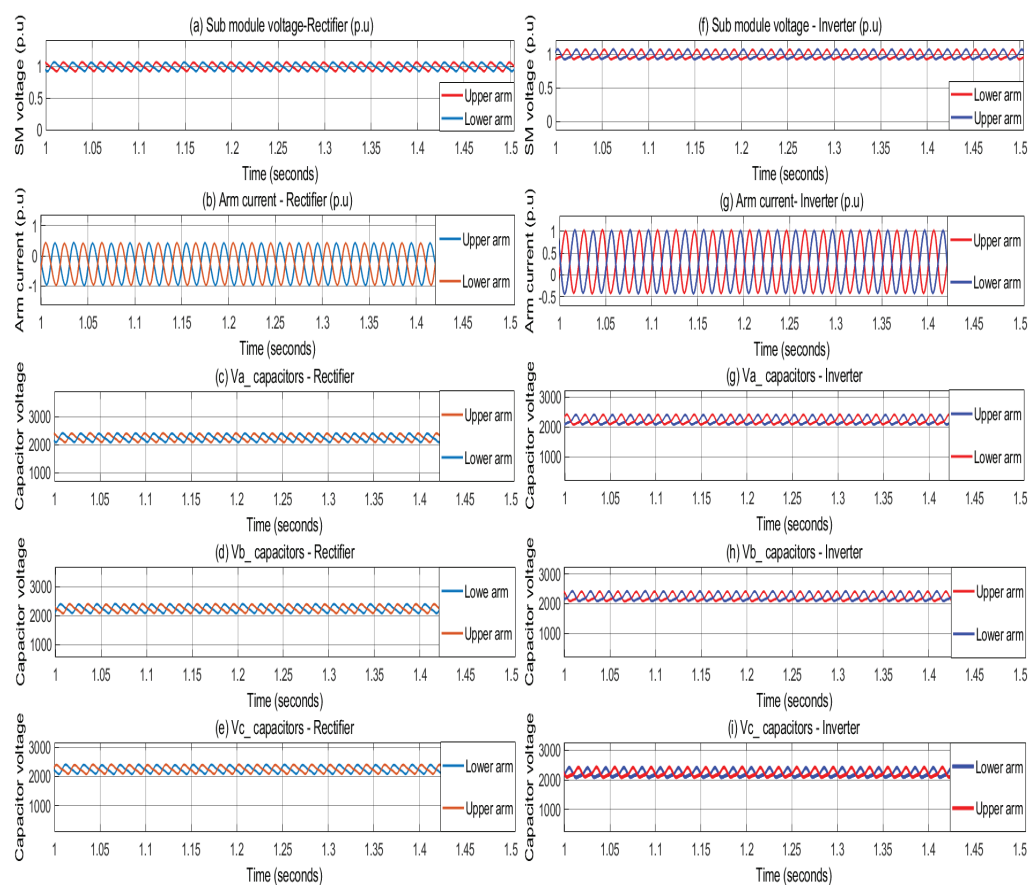 (a) Sub module voltage-Rectifier (p.u)
SM voltage (p.u)
1
0.5
0
Upper arm
Lower arm
1 1.05 1.1 1.15 1.2 1.25 1.3 1.35 1.4 1.45 1.5
Time (seconds)
(b) Arm current - Rectifier (p.u)
Arm current (p.u)
1
0
-1
Upper arm
Lower arm
1 1.05 1.1 1.15 1.2 1.25 1.3 1.35 1.4 1.45 1.5
Time (seconds)
(c) Va_ capacitors - Rectifier
Capacitor voltage
3000
2000
1000
Upper arm
Lower arm
1 1.05 1.1 1.15 1.2 1.25 1.3 1.35 1.4 1.45 1.5
Time (seconds)
(d) Vb_ capacitors - Rectifier
Capacitor voltage
3000
2000
1000
Lowe arm
Upper arm
1 1.05 1.1 1.15 1.2 1.25 1.3 1.35 1.4 1.45 1.5
Time (seconds)
(e) Vc_ capacitors - Rectifier
Capacitor voltage
3000
2000
1000
Lower arm
Upper arm
1 1.05 1.1 1.15 1.2 1.25 1.3 1.35 1.4 1.45 1.5
Time (seconds)
(f) Sub module voltage - Inverter (p.u)
SM voltage (p.u)
1
0.5
0
Lower arm
Upper arm
1 1.05 1.1 1.15 1.2 1.25 1.3 1.35 1.4 1.45 1.5
Time (seconds)
(g) Arm current- Inverter (p.u)
Arm current (p.u)
1
0.5
0
-0.5
Upper arm
Lower arm
1 1.05 1.1 1.15 1.2 1.25 1.3 1.35 1.4 1.45 1.5
Time (seconds)
(g) Va_ capacitors - Inverter
Capacitor voltage
3000
2000
1000
Upper arm
Lower arm
1 1.05 1.1 1.15 1.2 1.25 1.3 1.35 1.4 1.45 1.5
Time (seconds)
(h) Vb_ capacitors - Inverter
Capacitor voltage
3000
2000
1000
Upper arm
Lower arm
1 1.05 1.1 1.15 1.2 1.25 1.3 1.35 1.4 1.45 1.5
Time (seconds)
(i) Vc_ capacitors - Inverter
Capacitor voltage
3000
2000
1000
Lower arm
Upper arm
1 1.05 1.1 1.15 1.2 1.25 1.3 1.35 1.4 1.45 1.5
Time (seconds)